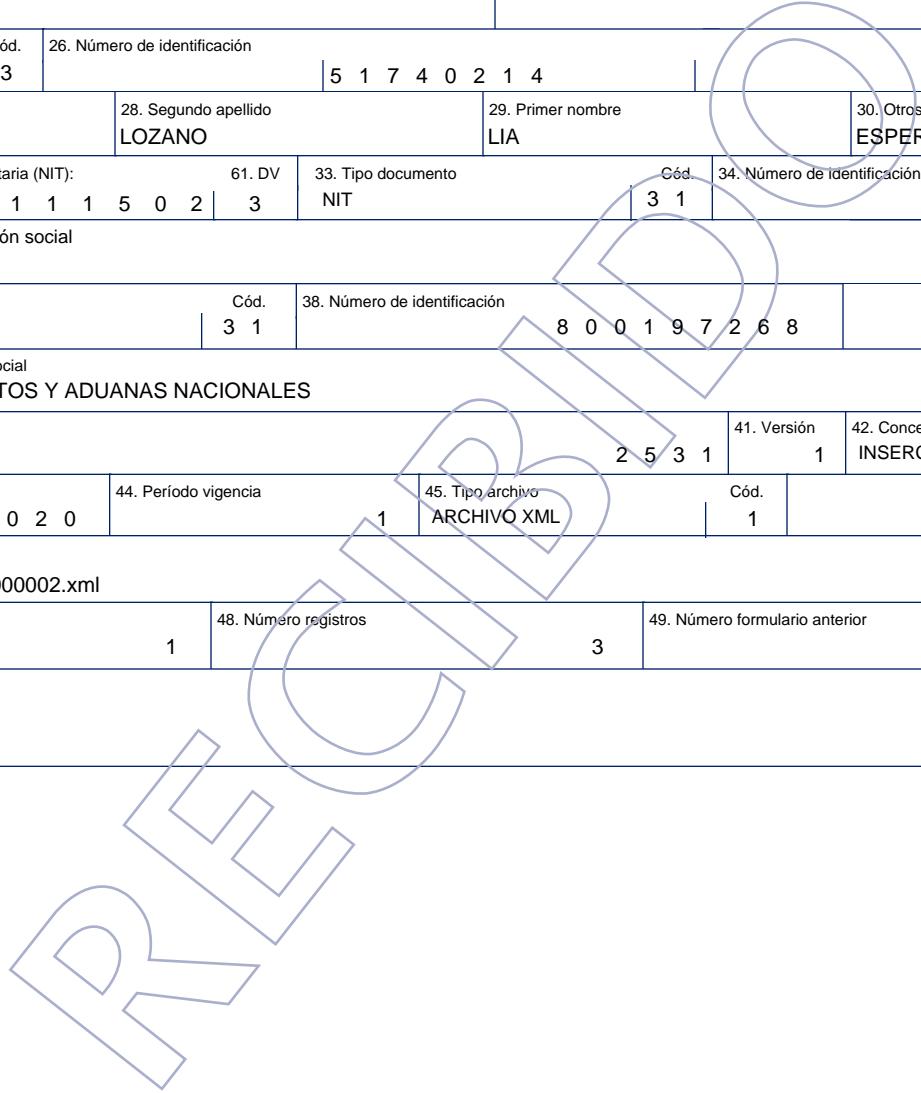 ód. 26. Número de identificación
3 5 1 7 4 0 2 1 4
28. Segundo apellido 29. Primer nombre 30. Otros
LOZANO LIA ESPER
taria (NIT): 61. DV 33. Tipo documento Cód. 34. Número de identificación
1 1 1 5 0 2 3 NIT 3 1
ón social
Cód. 38. Número de identificación
3 1 8 0 0 1 9 7 2 6 8
ocial
TOS Y ADUANAS NACIONALES
41. Versión 42. Conce
2 5 3 1 1 INSERC
44. Período vigencia 45. Tipo archivo Cód.
0 2 0 1 ARCHIVO XML 1
000002.xml
48. Número registros 49. Número formulario anterior
1 3
RECIBIDO